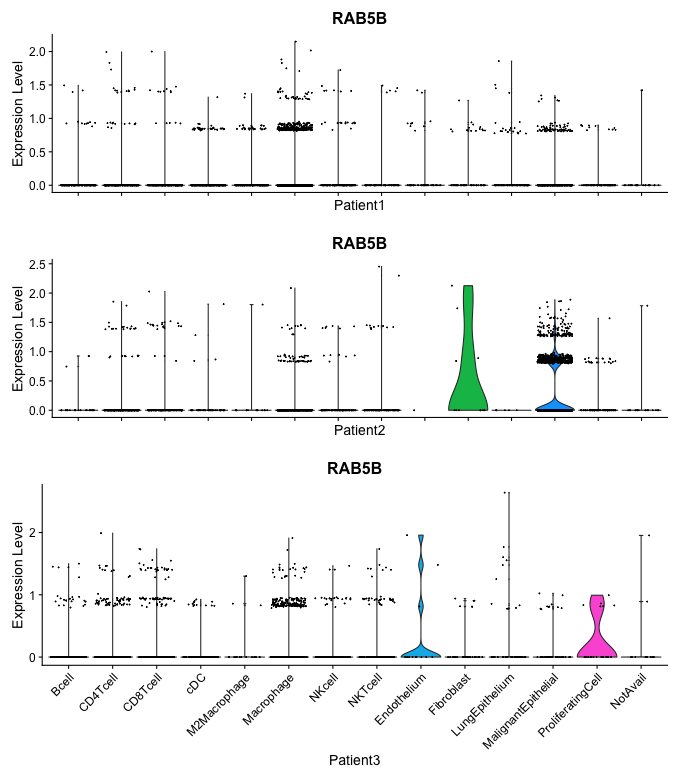 RAB5B
Expression Level
2.0
1.5
1.0
0.5
0.0
Patient1
RAB5B
Expression Level
2.5
2.0
1.5
1.0
0.5
0.0
Patient2
RAB5B
Expression Level
2
1
0
Bcell
CD4Tcell
CD8Tcell
cDC
M2Macrophage
Macrophage
NKcell
NKTcell
Endothelium
Fibroblast
LungEpithelium
MalignantEpithelial
ProliferatingCell
NotAvail
Patient3